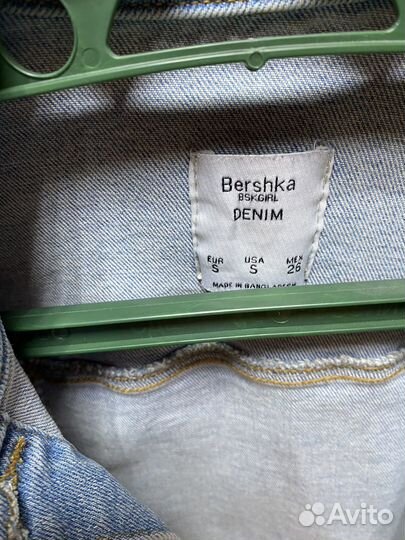 Bershka
BSKGIRL
DENIM
EUR USA MEX
S S 26
MADE IN BANGLADESH
Avito